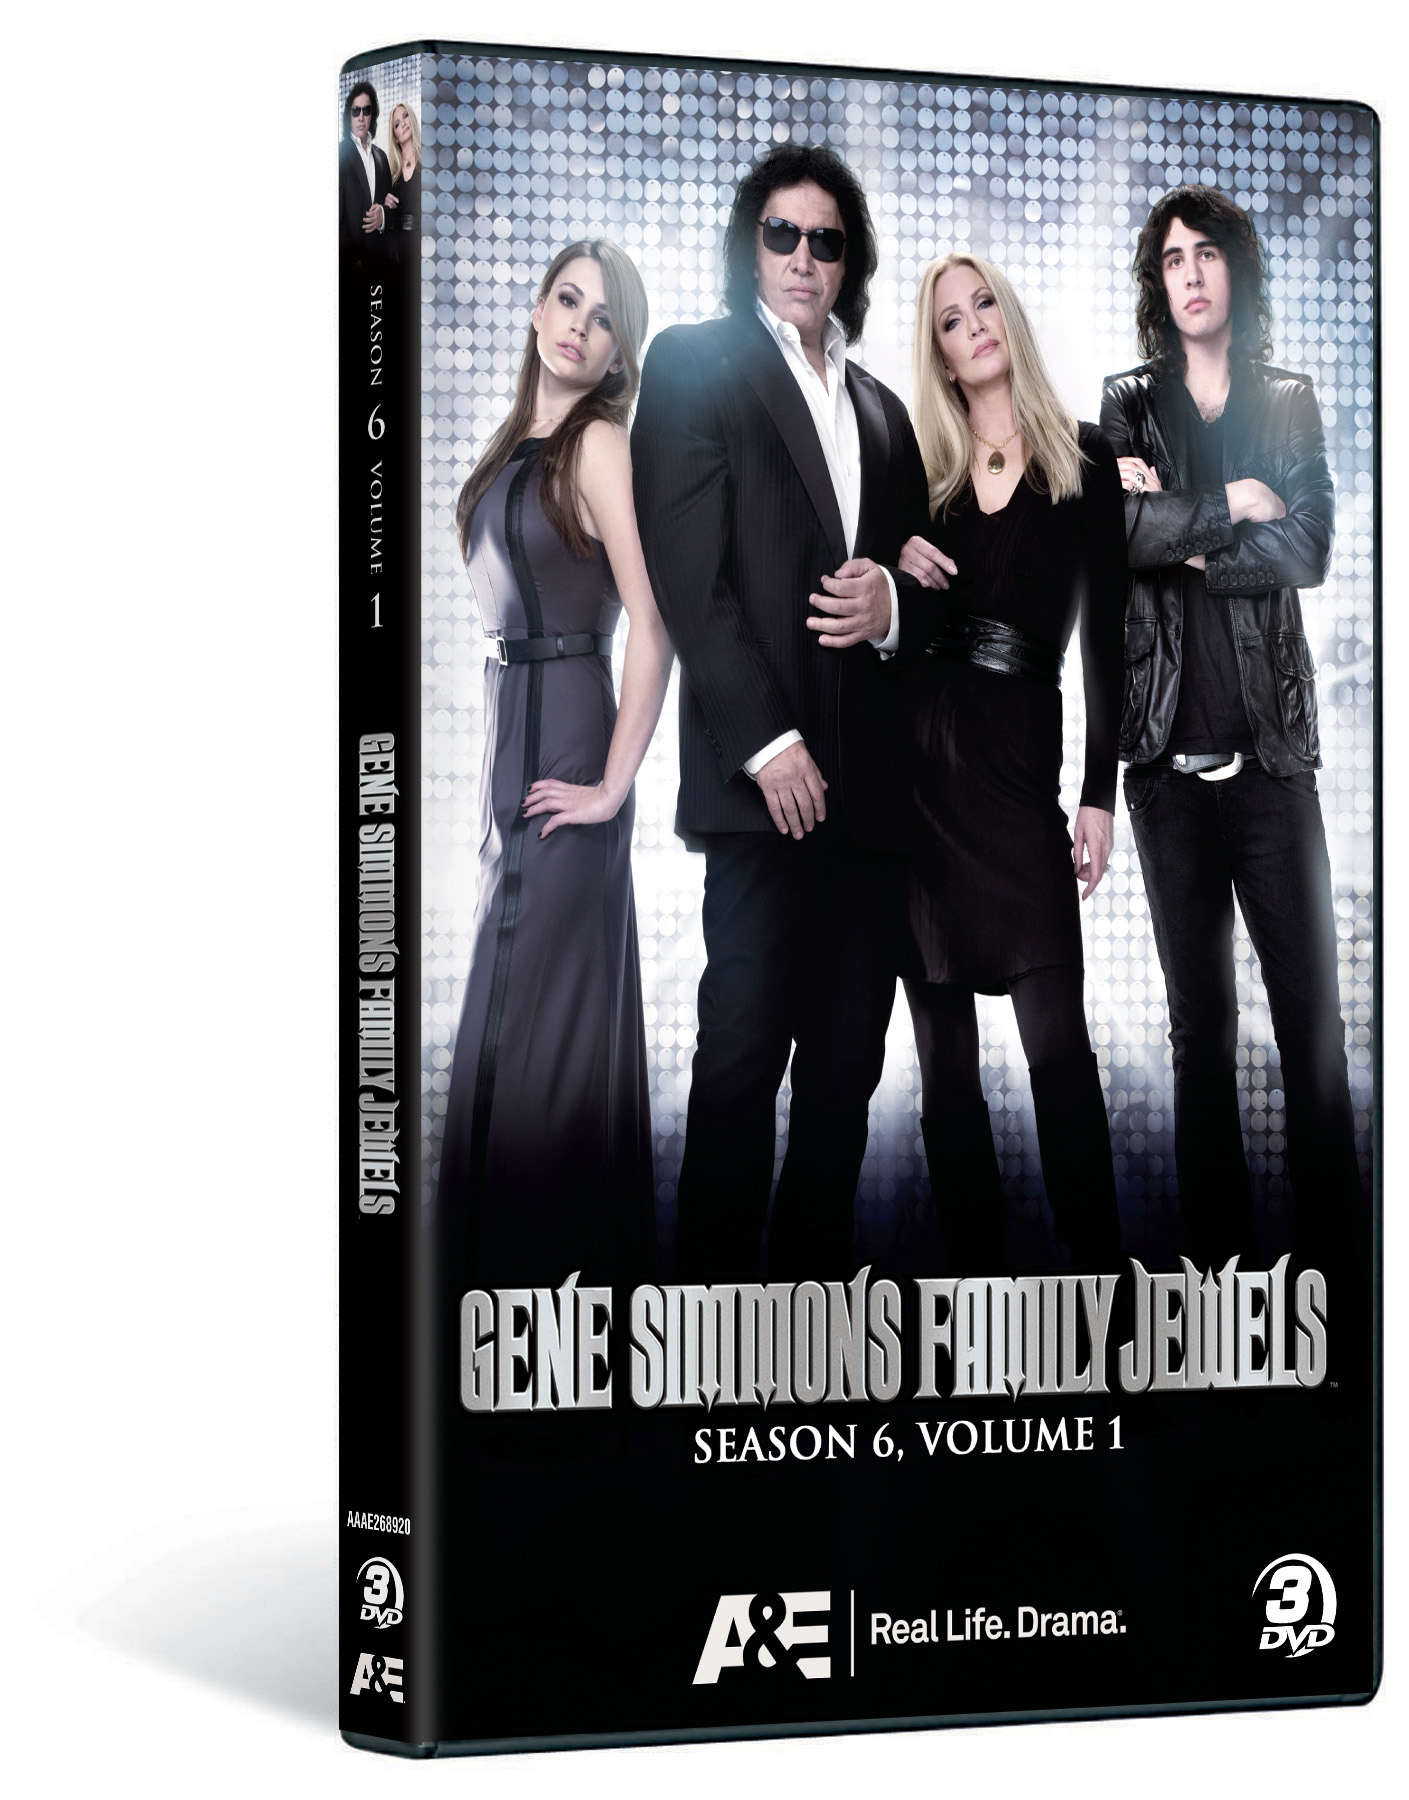 SEASON 6 VOLUME 1
GENE SIMMONS FAMILY JEWELS
AAAE268920
3
DVD
A&E
GENE SIMMONS FAMILY JEWELS™
SEASON 6, VOLUME 1
A&E
Real Life. Drama.®
3
DVD